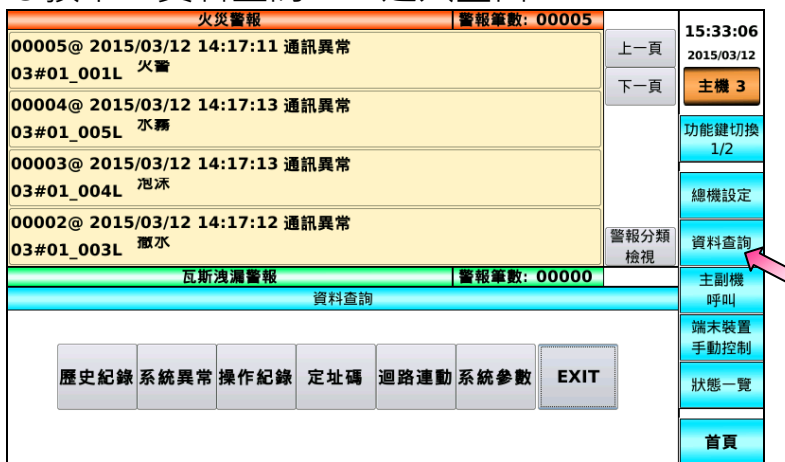 火災警報 警報筆數: 00005
00005@ 2015/03/12 14:17:11 通訊異常
03#01_001L 火警
00004@ 2015/03/12 14:17:13 通訊異常
03#01_005L 水霧
00003@ 2015/03/12 14:17:13 通訊異常
03#01_004L 泡沫
00002@ 2015/03/12 14:17:12 通訊異常
03#01_003L 撒水
上一頁
下一頁
警報分類
檢視
瓦斯洩漏警報 警報筆數: 00000
資料查詢
歷史紀錄 系統異常 操作紀錄 定址碼 迴路連動 系統參數 EXIT
15:33:06
2015/03/12
主機 3
功能鍵切換
1/2
總機設定
資料查詢
主副機
呼叫
端末裝置
手動控制
狀態一覽
首頁